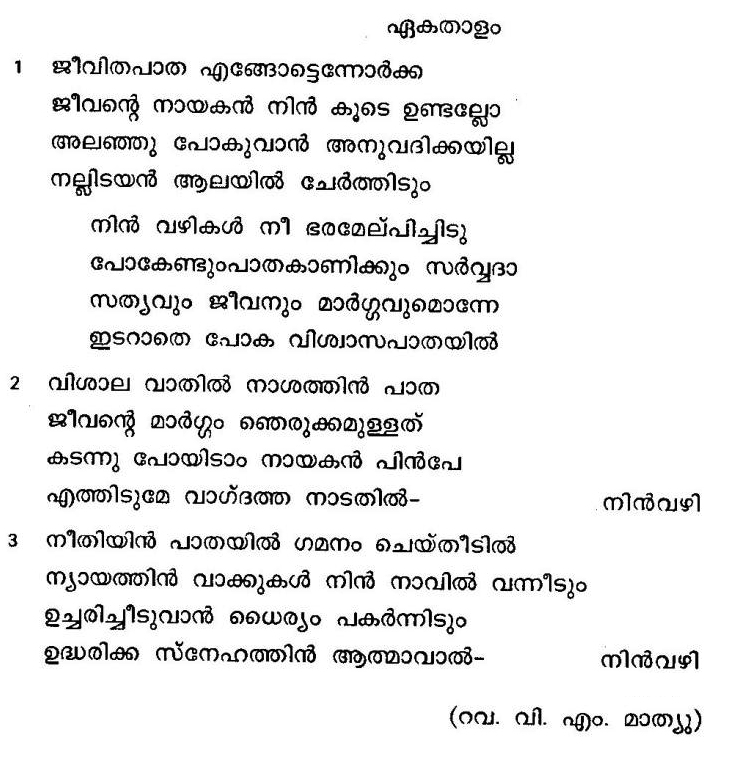 ഏകതാളം
1 ജീവിതപാത എങ്ങോട്ടെന്നോർക്ക
ജീവന്റെ നായകൻ നിൻ കൂടെ ഉണ്ടല്ലോ
അലഞ്ഞു പോകുവാൻ അനുവദിക്കയില്ല
നല്ലിടയൻ ആലയിൽ ചേർത്തിടും
നിൻ വഴികൾ നീ ഭരമേല്പിച്ചിടു
പോകേണ്ടുംപാതകാണിക്കും സർവ്വദാ
സത്യവും ജീവനും മാർഗ്ഗവുമൊന്നേ
ഇടറാതെ പോക വിശ്വാസപാതയിൽ
2 വിശാല വാതിൽ നാശത്തിൻ പാത
ജീവന്റെ മാർഗ്ഗം ഞെരുക്കമുള്ളത്
കടന്നു പോയിടാം നായകൻ പിൻപേ
എത്തിടുമേ വാഗ്ദത്ത നാടതിൽ- നിൻവഴി
3 നീതിയിൻ പാതയിൽ ഗമനം ചെയ്തീടിൽ
ന്യായത്തിൻ വാക്കുകൾ നിൻ നാവിൽ വന്നീടും
ഉച്ചരിച്ചീടുവാൻ ധൈര്യം പകർന്നിടും
ഉദ്ധരിക്ക സ്നേഹത്തിൻ ആത്മാവാൽ- നിൻവഴി
(റവ. വി. എം. മാത്യു)